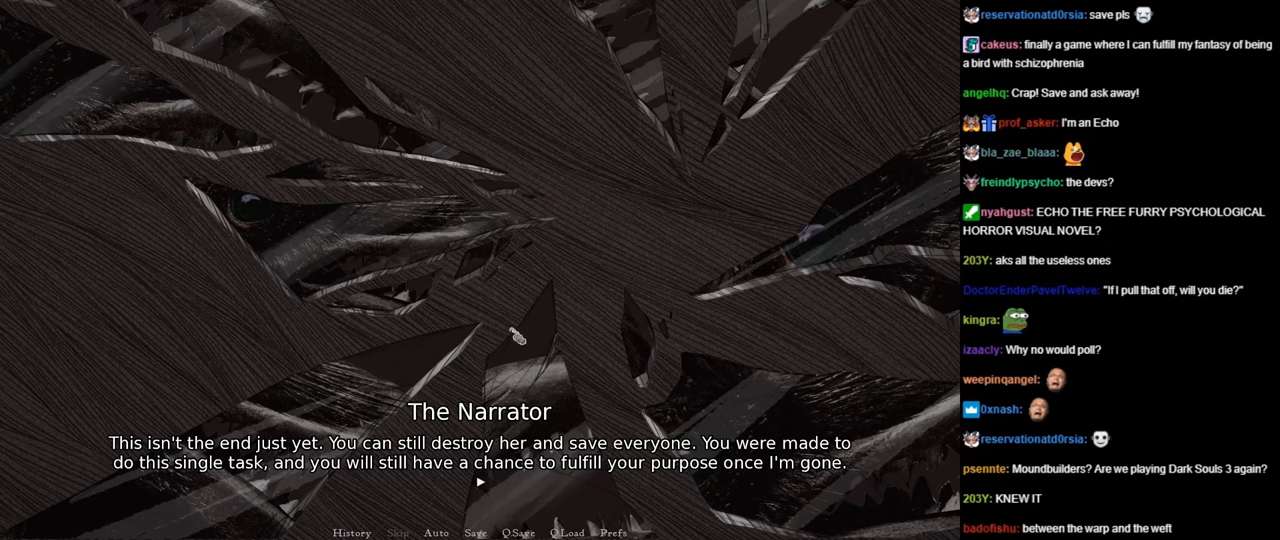 The Narrator
This isn't the end just yet. You can still destroy her and save everyone. You were made to
do this single task, and you will still have a chance to fulfill your purpose once I'm gone.
History Skip Auto Save Q.Save Q.Load Prefs
reservationatd0rsia: save pls
cakeus: finally a game where I can fulfill my fantasy of being
a bird with schizophrenia
angelhq: Crap! Save and ask away!
prof_asker: I'm an Echo
bla_zae_blaaa:
freindlypsycho: the devs?
nyahgust: ECHO THE FREE FURRY PSYCHOLOGICAL
HORROR VISUAL NOVEL?
203Y: aks all the useless ones
DoctorEnderPavelTwelve: "If I pull that off, will you die?"
kingra:
izaacly: Why no would poll?
weepinqangel:
0xnash:
reservationatd0rsia:
psennte: Moundbuilders? Are we playing Dark Souls 3 again?
203Y: KNEW IT
badofishu: between the warp and the weft